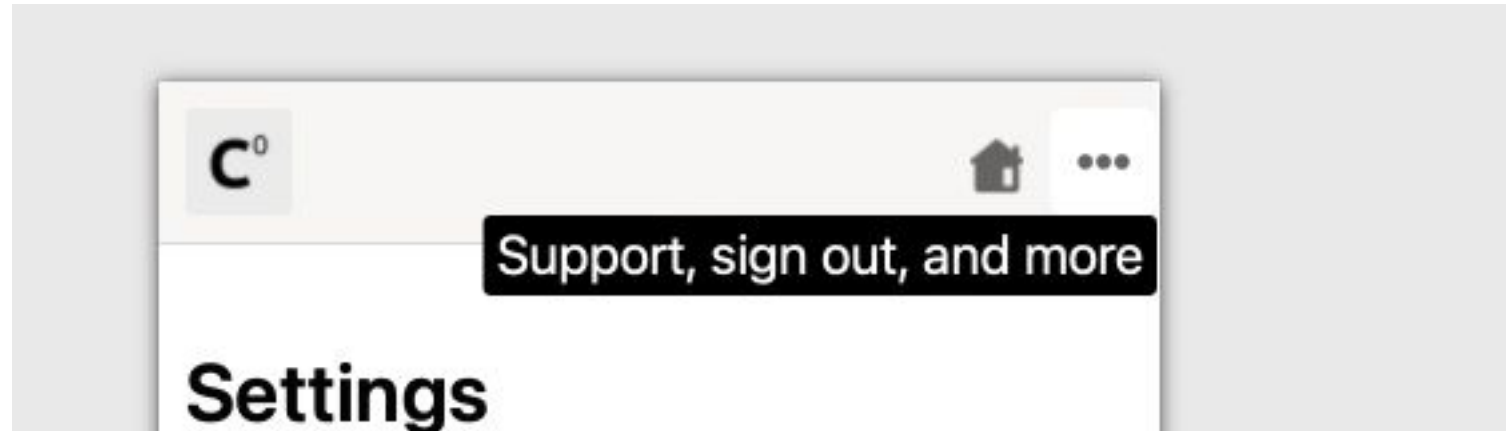 C⁰
Support, sign out, and more
Settings